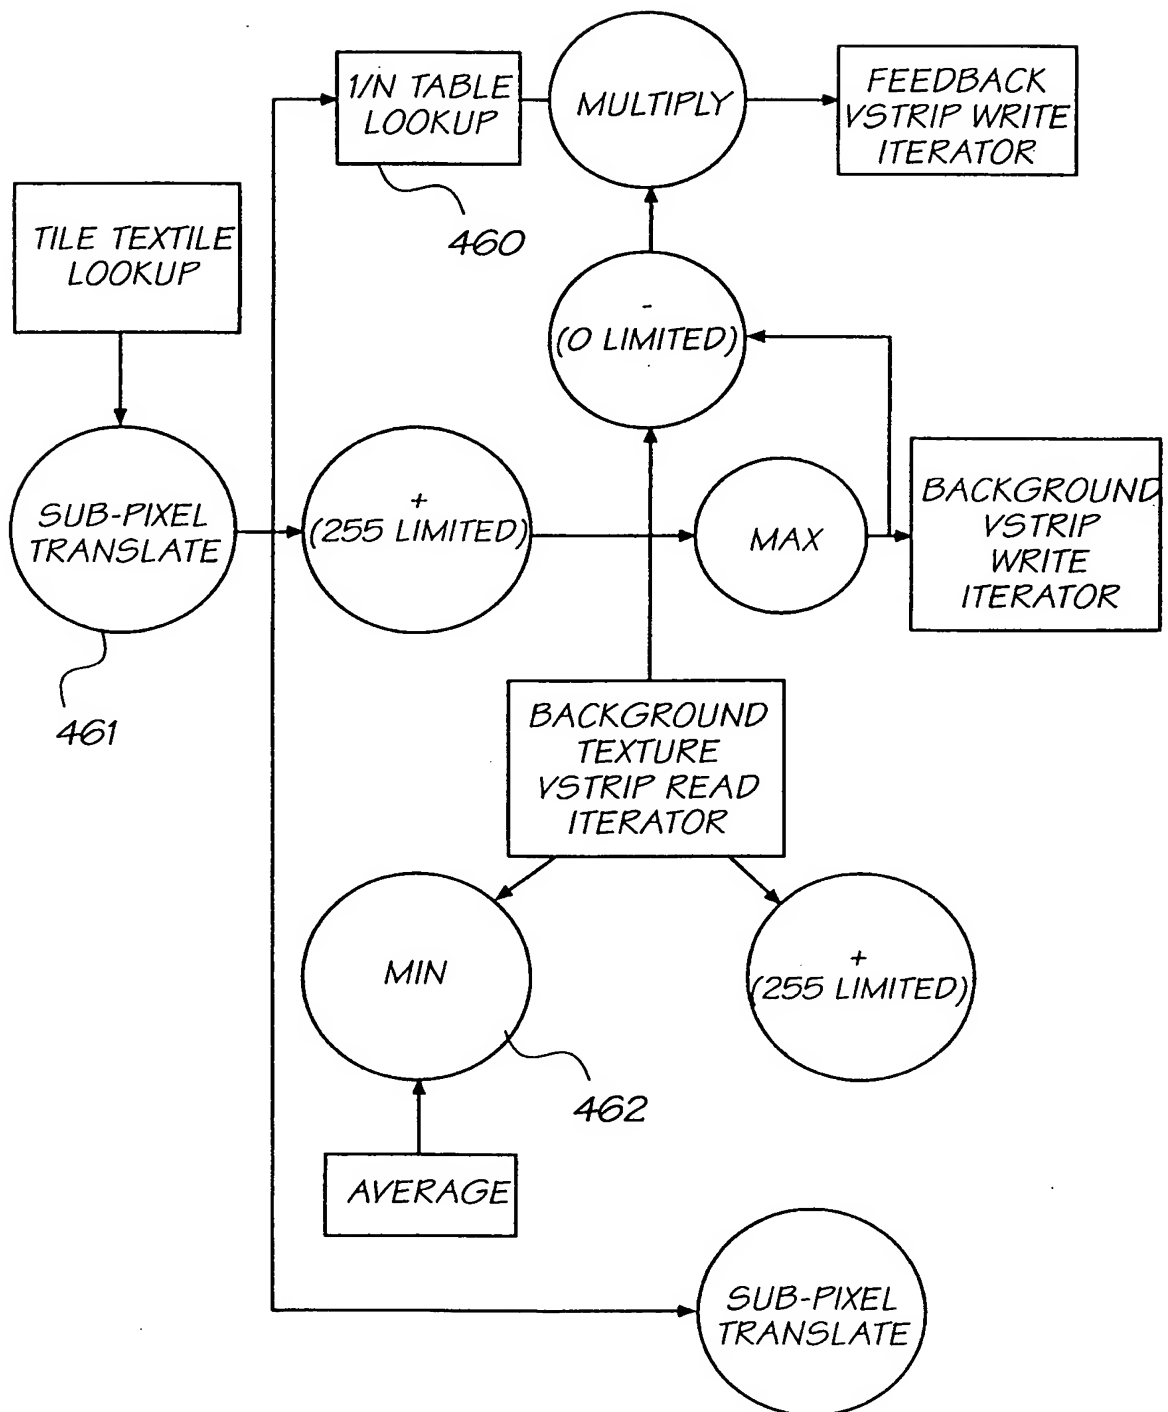 1/N TABLE
LOOKUP
MULTIPLY
FEEDBACK
VSTRIP WRITE
ITERATOR
460
TILE TEXTILE
LOOKUP
-
(0 LIMITED)
SUB-PIXEL
TRANSLATE
+
(255 LIMITED)
MAX
BACKGROUND
VSTRIP
WRITE
ITERATOR
461
BACKGROUND
TEXTURE
VSTRIP READ
ITERATOR
MIN
+
(255 LIMITED)
462
AVERAGE
SUB-PIXEL
TRANSLATE